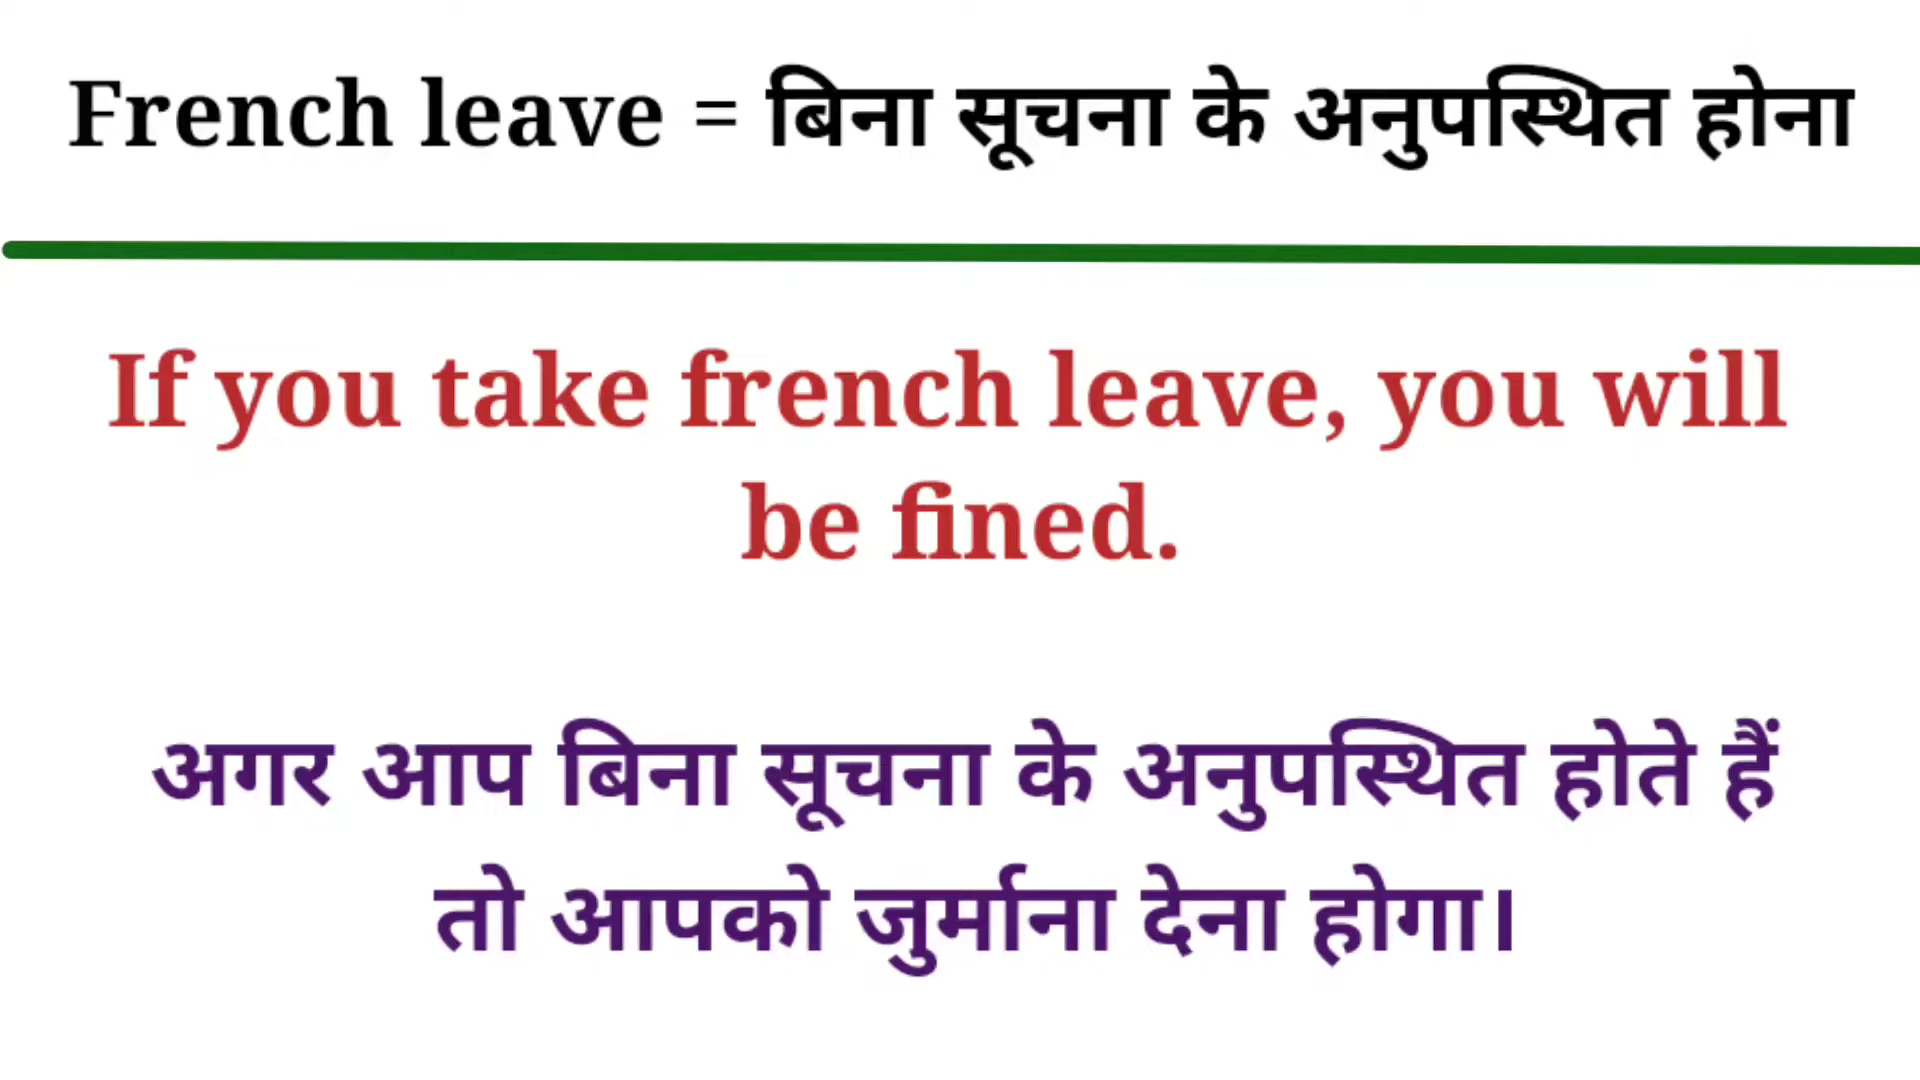 French leave = बिना सूचना के अनुपस्थित होना
If you take french leave, you will
be fined.
अगर आप बिना सूचना के अनुपस्थित होते हैं
तो आपको जुर्माना देना होगा।